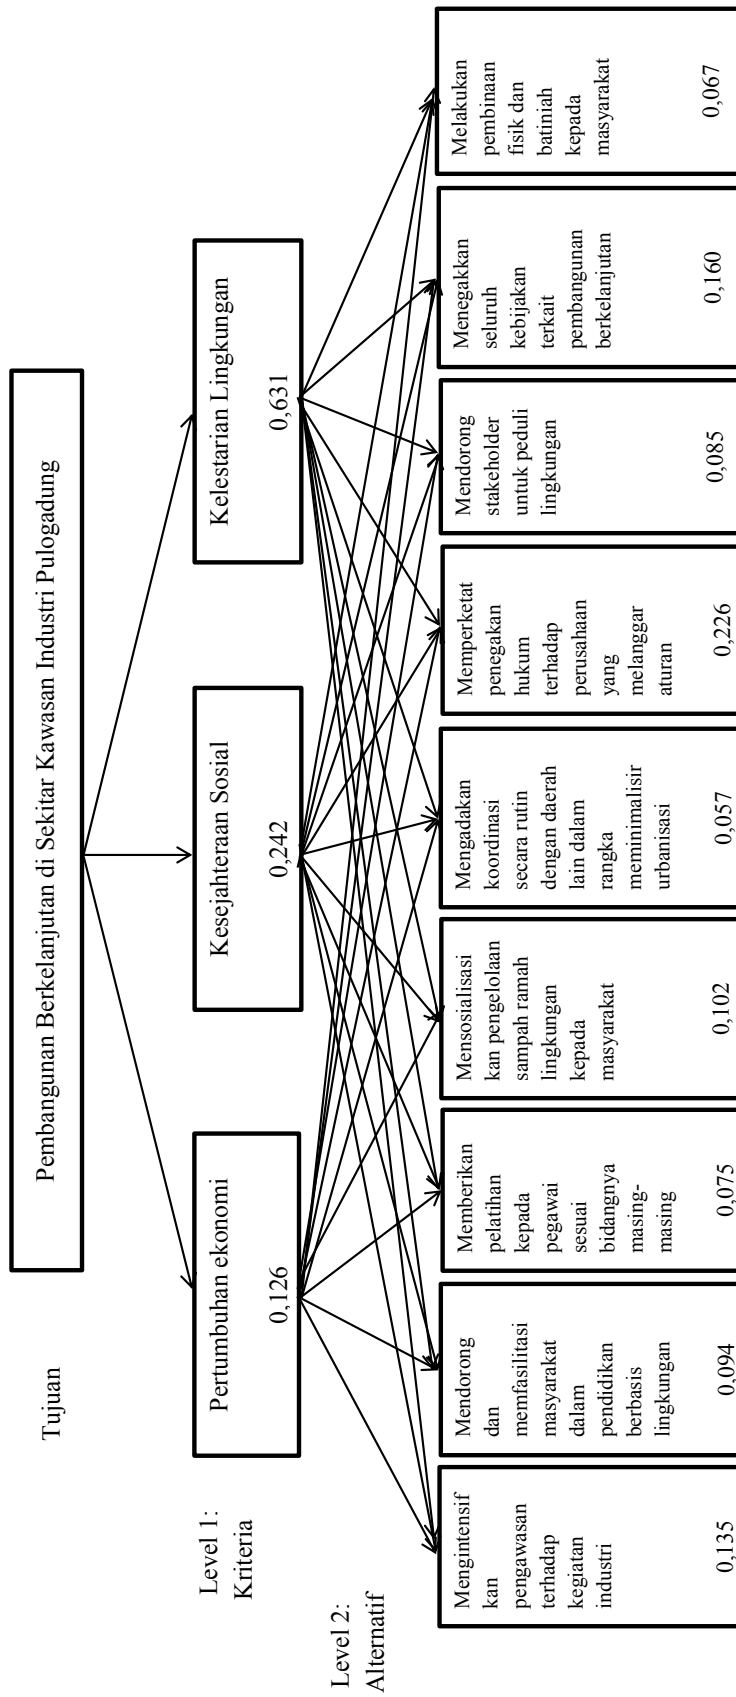 Tujuan
Pembangunan Berkelanjutan di Sekitar Kawasan Industri Pulogadung
Level 1:
Kriteria
Pertumbuhan ekonomi
0,126
Kesejahteraan Sosial
0,242
Kelestarian Lingkungan
0,631
Level 2:
Alternatif
Mengintensif
kan
pengawasan
terhadap
kegiatan
industri
0,135
Mendorong
dan
memfasilitasi
masyarakat
dalam
pendidikan
berbasis
lingkungan
0,094
Memberikan
pelatihan
kepada
pegawai
sesuai
bidangnya
masing-
masing
0,075
Mensosialisasi
kan pengelolaan
sampah ramah
lingkungan
kepada
masyarakat
0,102
Mengadakan
koordinasi
secara rutin
dengan daerah
lain dalam
rangka
meminimalisir
urbanisasi
0,057
Memperketat
penegakan
hukum
terhadap
perusahaan
yang
melanggar
aturan
0,226
Mendorong
stakeholder
untuk peduli
lingkungan
0,085
Menegakkan
seluruh
kebijakan
terkait
pembangunan
berkelanjutan
0,160
Melakukan
pembinaan
fisik dan
batiniah
kepada
masyarakat
0,067